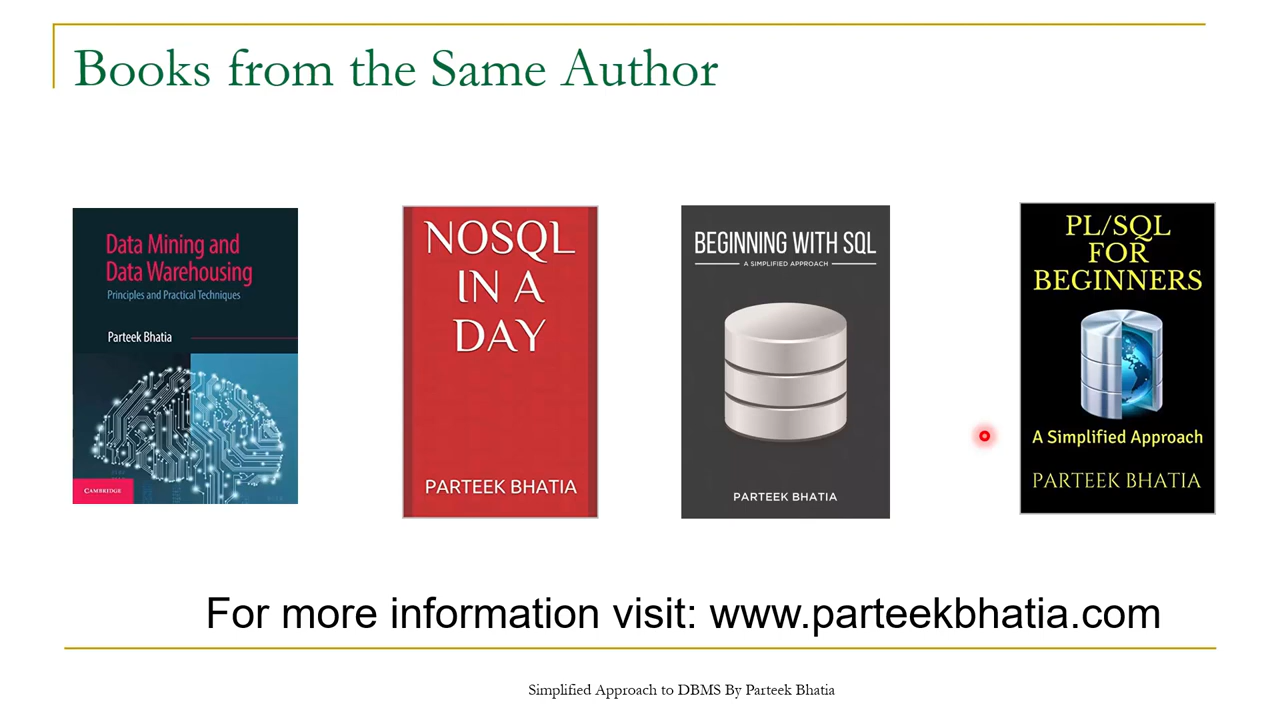 Books from the Same Author
Data Mining and
Data Warehousing
Principles and Practical Techniques
Parteek Bhatia
CAMBRIDGE
NOSQL
IN A
DAY
PARTEEK BHATIA
BEGINNING WITH SQL
A SIMPLIFIED APPROACH
PARTEEK BHATIA
PL/SQL
FOR
BEGINNERS
A Simplified Approach
PARTEEK BHATIA
For more information visit: www.parteekbhatia.com
Simplified Approach to DBMS By Parteek Bhatia